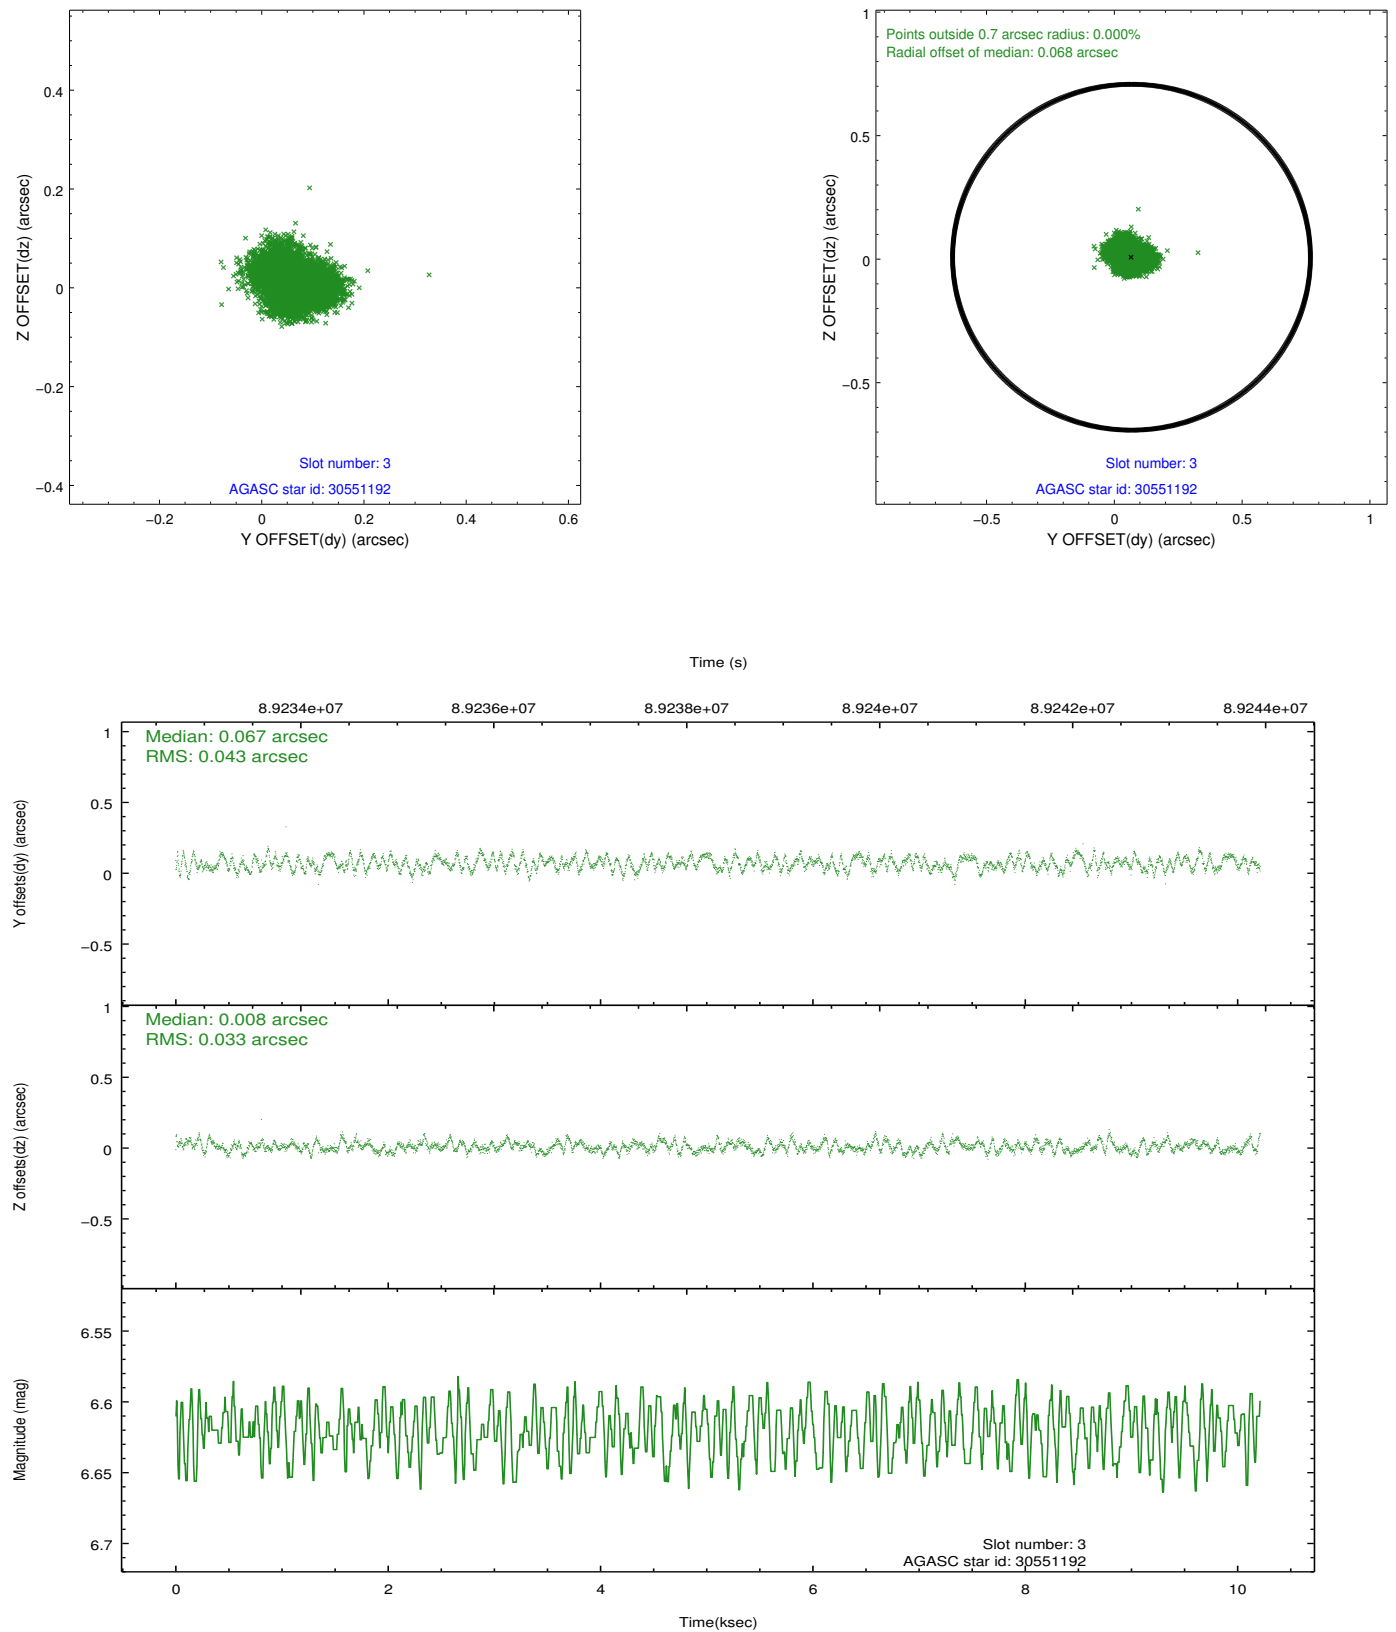 0.4
0.2
0
−0.2
−0.4
Z OFFSET(dz) (arcsec)
Slot number: 3
AGASC star id: 30551192
−0.2 0 0.2 0.4 0.6
Y OFFSET(dy) (arcsec)
Points outside 0.7 arcsec radius: 0.000%
Radial offset of median: 0.068 arcsec
1
0.5
0
−0.5
Z OFFSET(dz) (arcsec)
Slot number: 3
AGASC star id: 30551192
−0.5 0 0.5 1
Y OFFSET(dy) (arcsec)
Time (s)
8.9234e+07 8.9236e+07 8.9238e+07 8.924e+07 8.9242e+07 8.9244e+07
Median: 0.067 arcsec
RMS: 0.043 arcsec
1
0.5
0
−0.5
Y offsets(dy) (arcsec)
Median: 0.008 arcsec
RMS: 0.033 arcsec
1
0.5
0
−0.5
Z offsets(dz) (arcsec)
6.55
6.6
6.65
6.7
Magnitude (mag)
Slot number: 3
AGASC star id: 30551192
0 2 4 6 8 10
Time(ksec)